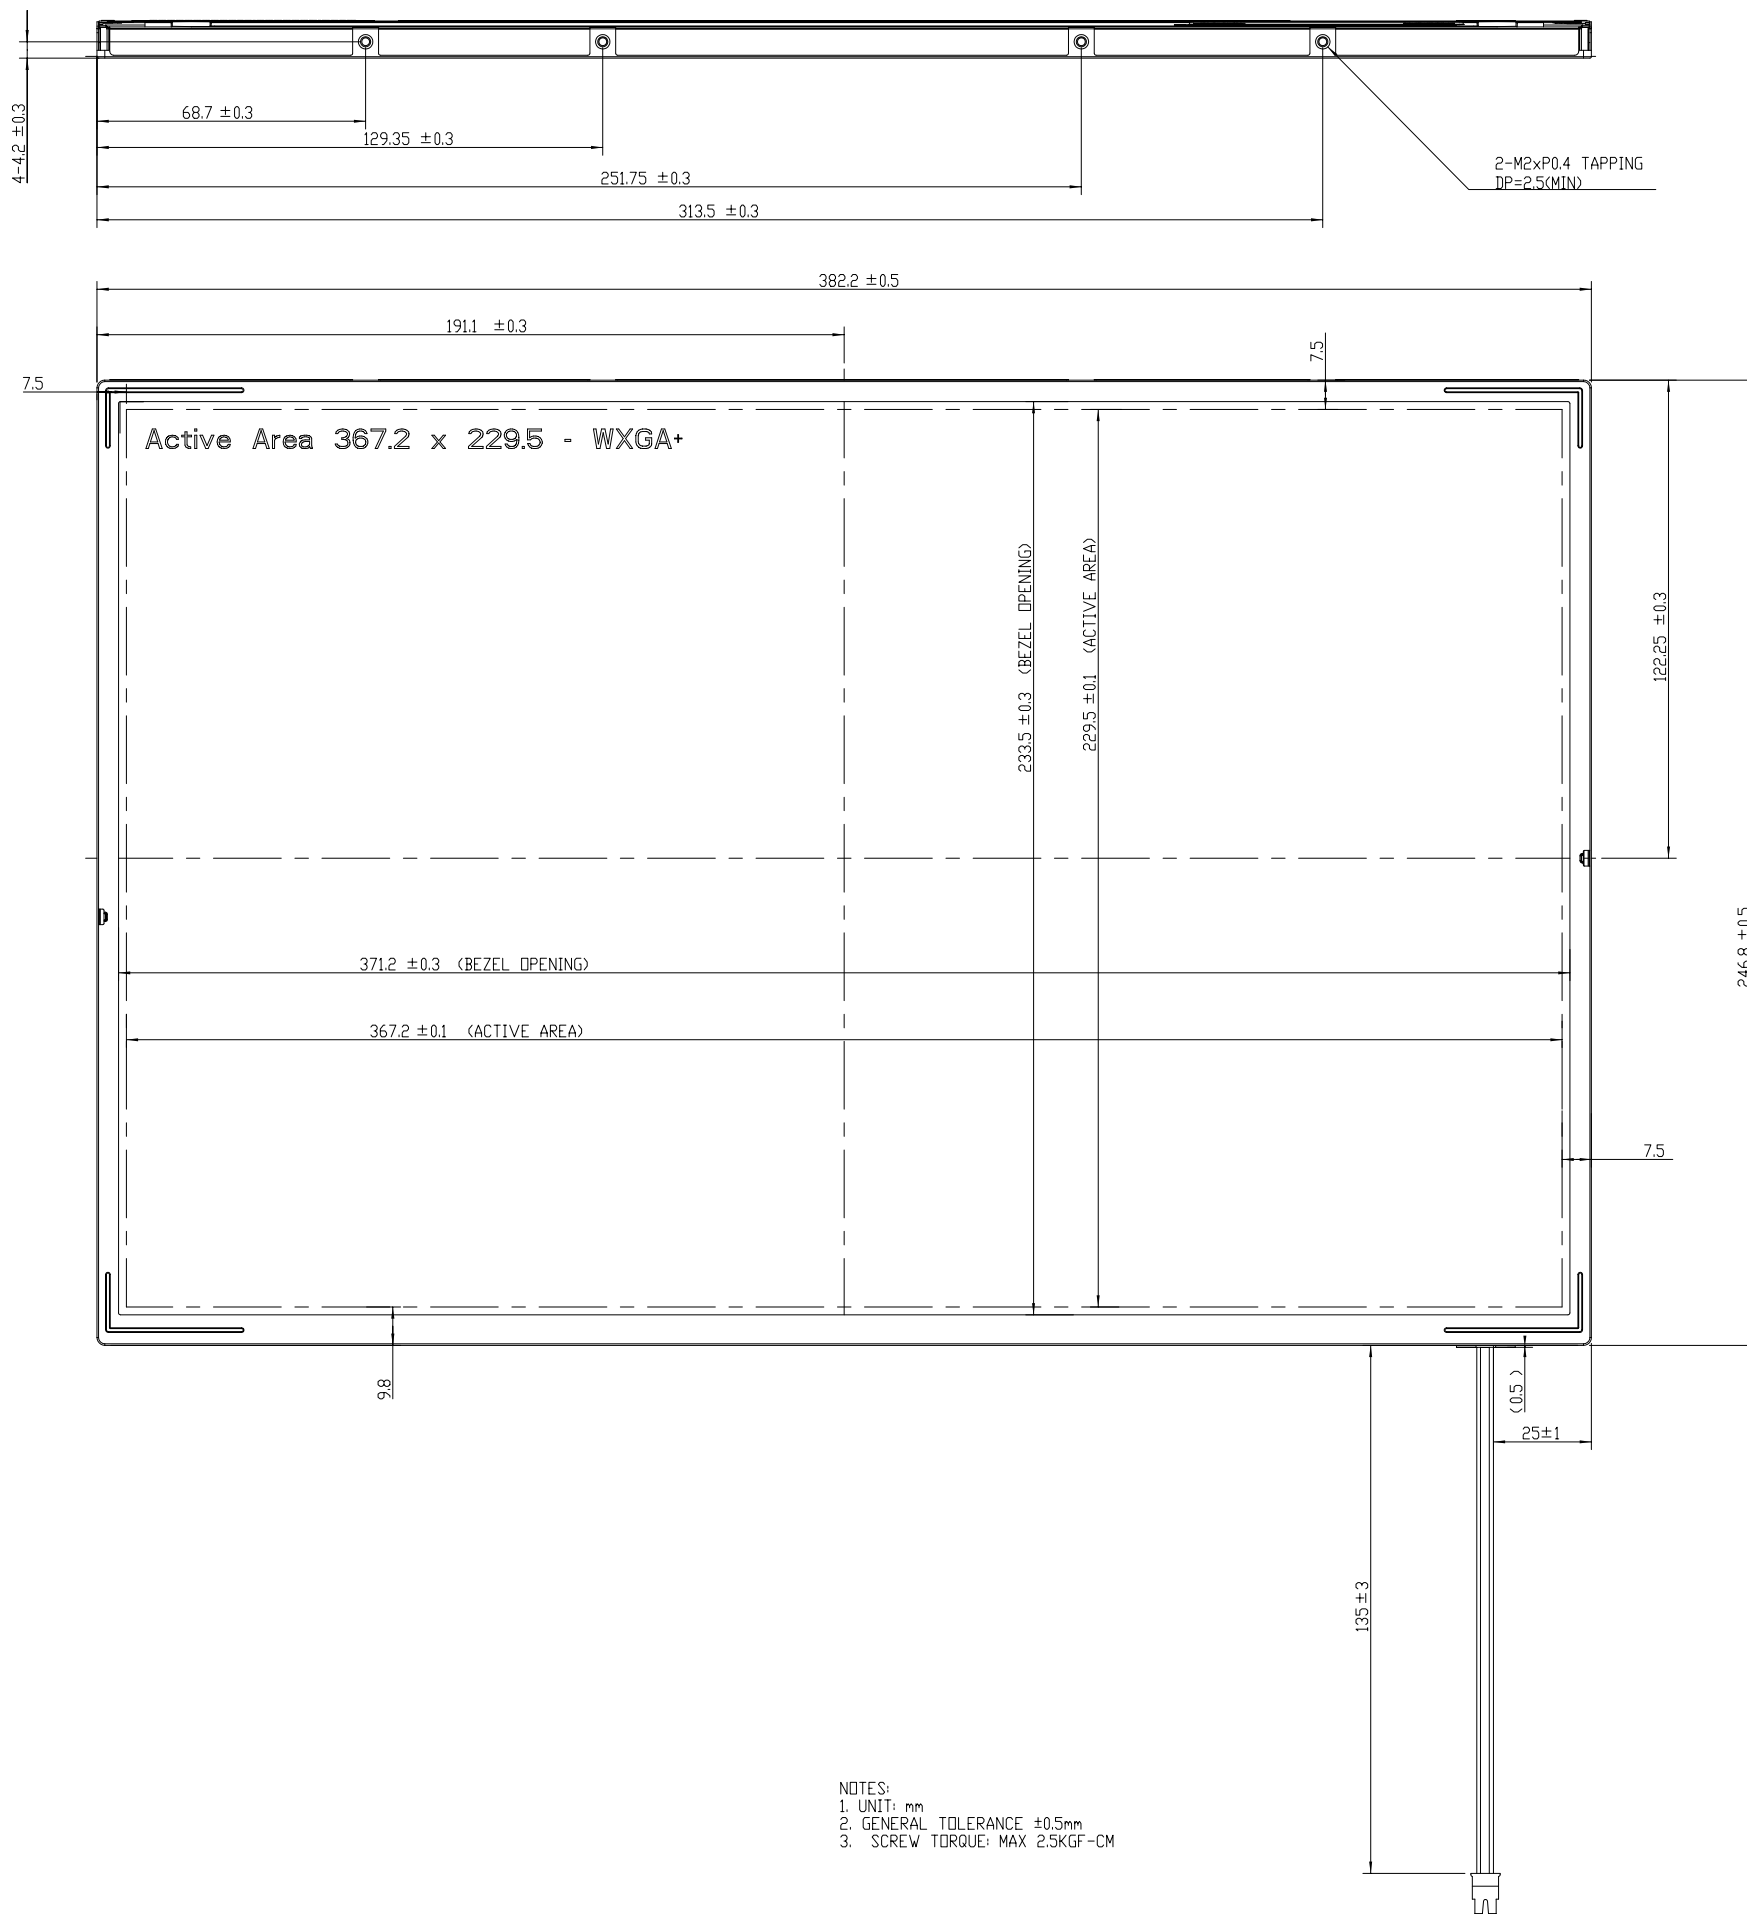 4-4.2 ±0.3
68.7 ±0.3
129.35 ±0.3
251.75 ±0.3
313.5 ±0.3
2-M2xP0.4 TAPPING
DP=2.5(MIN)
382.2 ±0.5
191.1 ±0.3
7.5
7.5
Active Area 367.2 x 229.5 - WXGA+
233.5 ±0.3 (BEZEL OPENING)
229.5 ±0.1 (ACTIVE AREA)
122.25 ±0.3
246.8 ±0.5
371.2 ±0.3 (BEZEL OPENING)
367.2 ±0.1 (ACTIVE AREA)
7.5
9.8
(0.5)
25±1
135±3
NOTES:
1. UNIT: mm
2. GENERAL TOLERANCE ±0.5mm
3. SCREW TORQUE: MAX 2.5KGF-CM